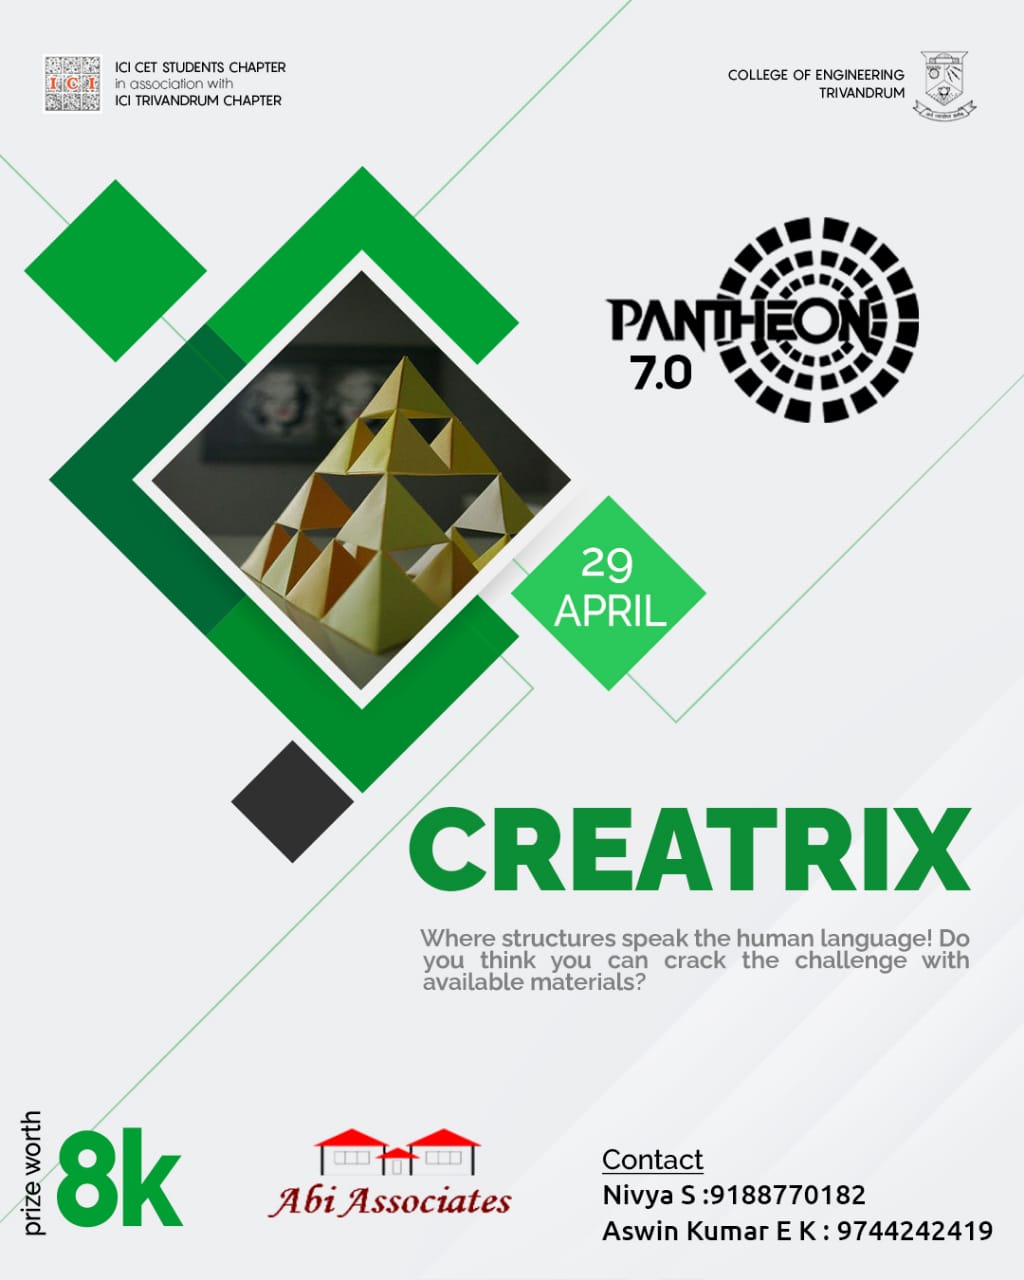 ICI
ICI CET STUDENTS CHAPTER
in association with
ICI TRIVANDRUM CHAPTER
COLLEGE OF ENGINEERING
TRIVANDRUM
PANTHEON
7.0
29
APRIL
CREATRIX
Where structures speak the human language! Do
you think you can crack the challenge with
available materials?
prize worth
8k
Abi Associates
Contact
Nivya S :9188770182
Aswin Kumar E K : 9744242419